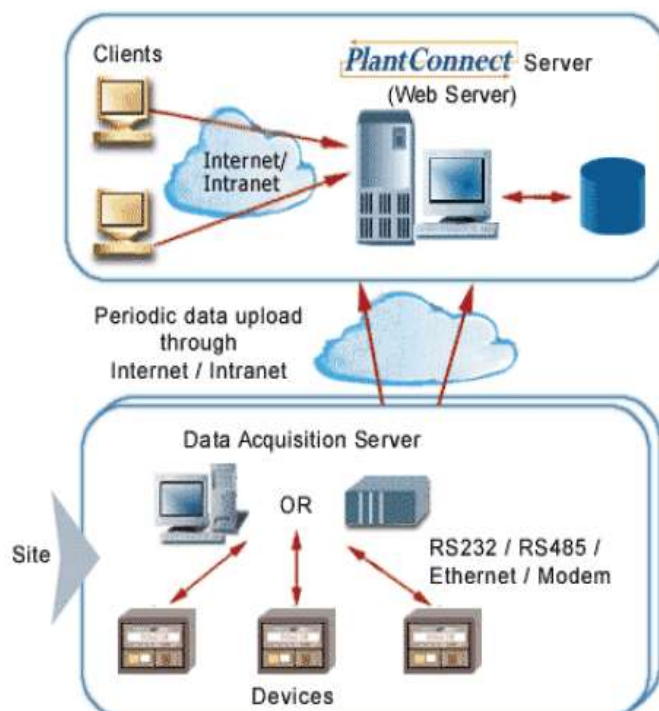 Clients
PlantConnect Server
(Web Server)
Internet/
Intranet
Periodic data upload
through
Internet / Intranet
Data Acquisition Server
OR
Site
RS232 / RS485 /
Ethernet / Modem
Devices